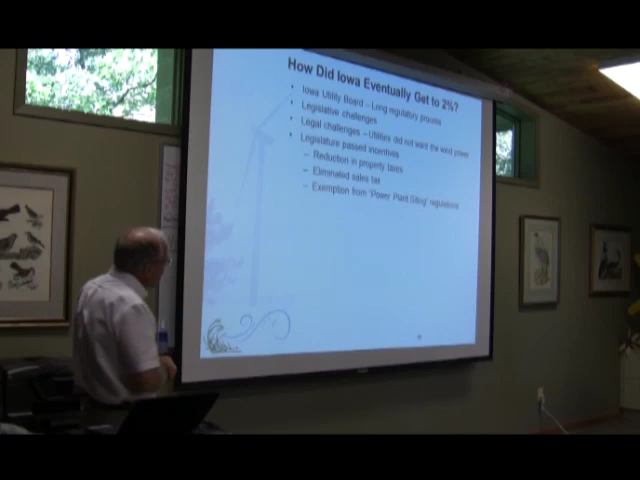 How Did Iowa Eventually Get to 2%?
• Iowa Utility Board – Long regulatory process
• Legislative challenges
• Legal challenges – Utilities did not want the wind power
• Legislature passed incentives
– Reduction in property taxes
– Eliminated sales tax
– Exemption from "Power Plant Siting" regulations